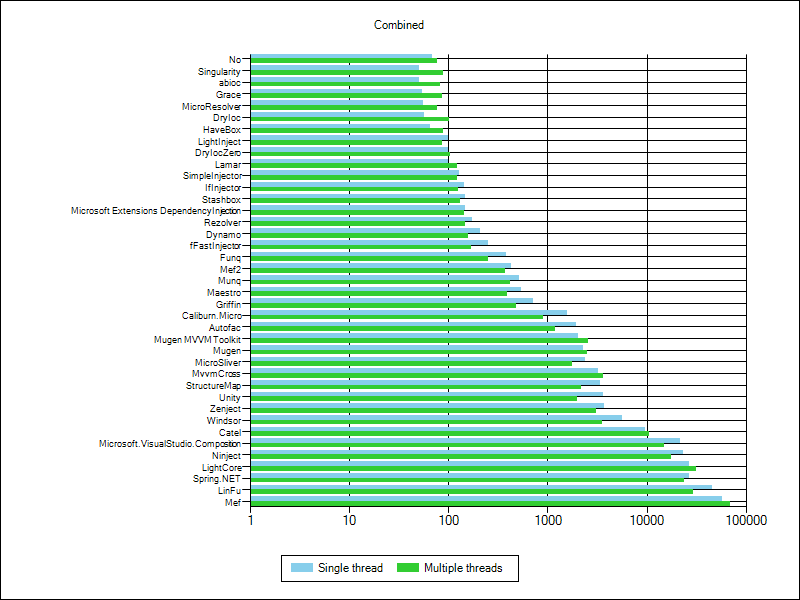 Combined
No
Singularity
abioc
Grace
MicroResolver
DryIoc
HaveBox
LightInject
DryIocZero
Lamar
SimpleInjector
IfInjector
Stashbox
Microsoft Extensions DependencyInjection
Rezolver
Dynamo
fFastInjector
Funq
Mef2
Munq
Maestro
Griffin
Caliburn.Micro
Autofac
Mugen MVVM Toolkit
Mugen
MicroSliver
MvvmCross
StructureMap
Unity
Zenject
Windsor
Catel
Microsoft.VisualStudio.Composition
Ninject
LightCore
Spring.NET
LinFu
Mef
1 10 100 1000 10000 100000
Single thread Multiple threads